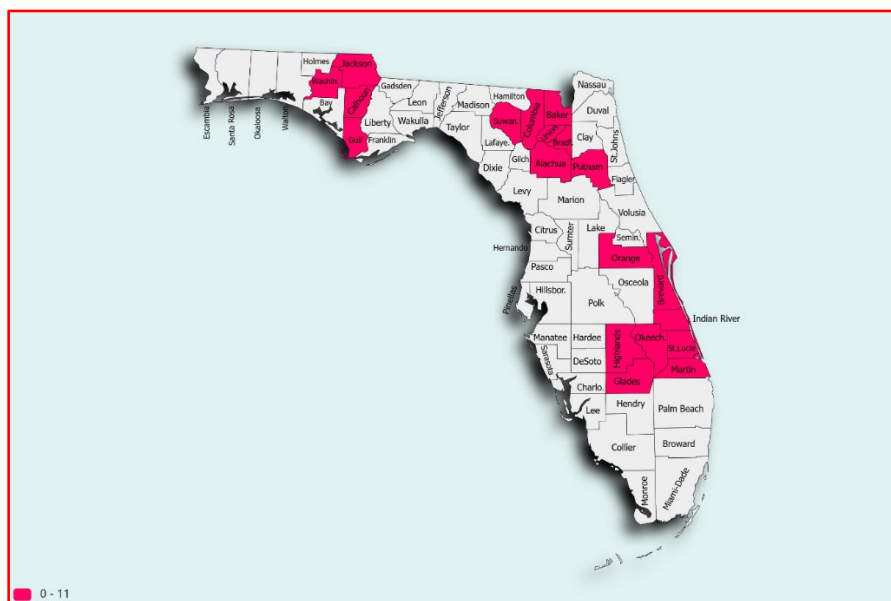 Holmes
Jackson
Washin.
Calhoun
Bay
Gulf
Gadsden
Leon
Liberty
Wakulla
Franklin
Jefferson
Madison
Taylor
Hamilton
Suwan.
Lafaye.
Columbia
Baker
Union
Bradf.
Nassau
Duval
Clay
St.Johns
Gilch
Alachua
Putnam
Dixie
Flagler
Levy
Marion
Volusia
Escambia
Santa Rosa
Okaloosa
Walton
Citrus
Sumter
Lake
Semin.
Hernando
Orange
Pasco
Osceola
Brevard
Pinellas
Hillsbor.
Polk
Indian River
Manatee
Hardee
Highlands
Okeech.
St.Lucie
Sarasota
DeSoto
Martin
Charlo.
Glades
Lee
Hendry
Palm Beach
Collier
Broward
Monroe
Miami-Dade
0 - 11